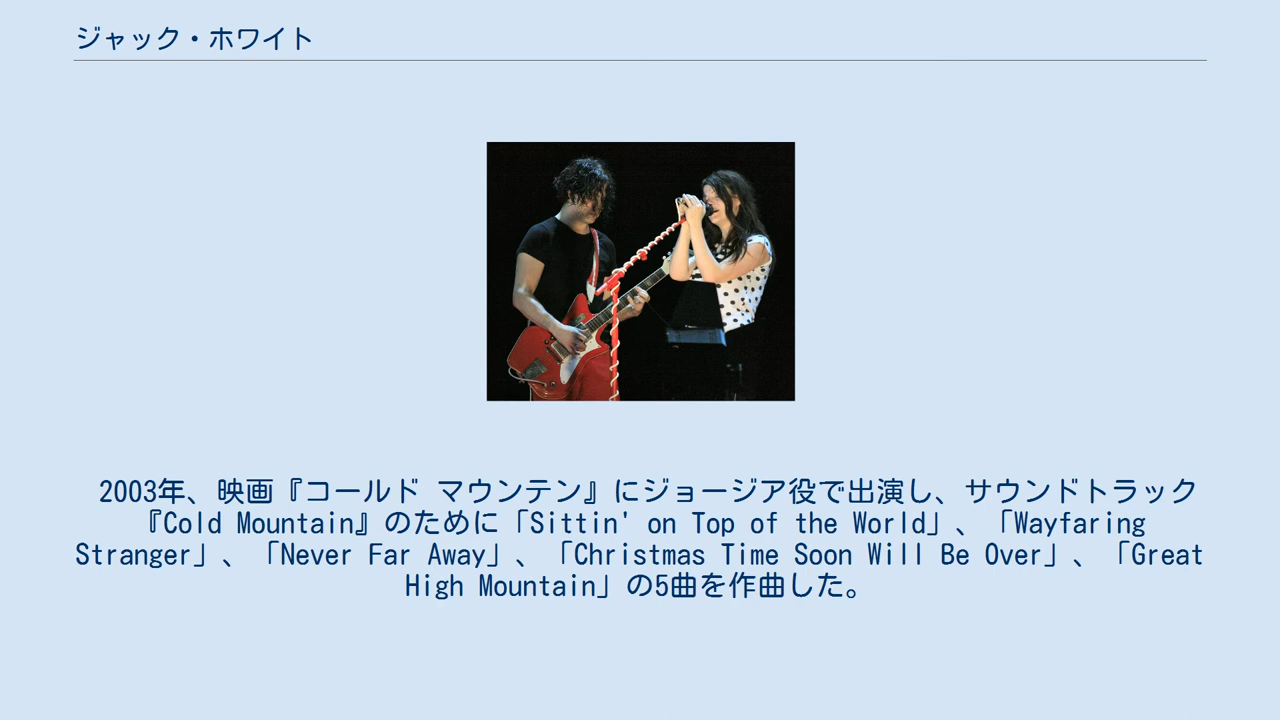 ジャック・ホワイト
2003年、映画『コールド マウンテン』にジョージア役で出演し、サウンドトラック
『Cold Mountain』のために「Sittin' on Top of the World」、「Wayfaring
Stranger」、「Never Far Away」、「Christmas Time Soon Will Be Over」、「Great
High Mountain」の5曲を作曲した。